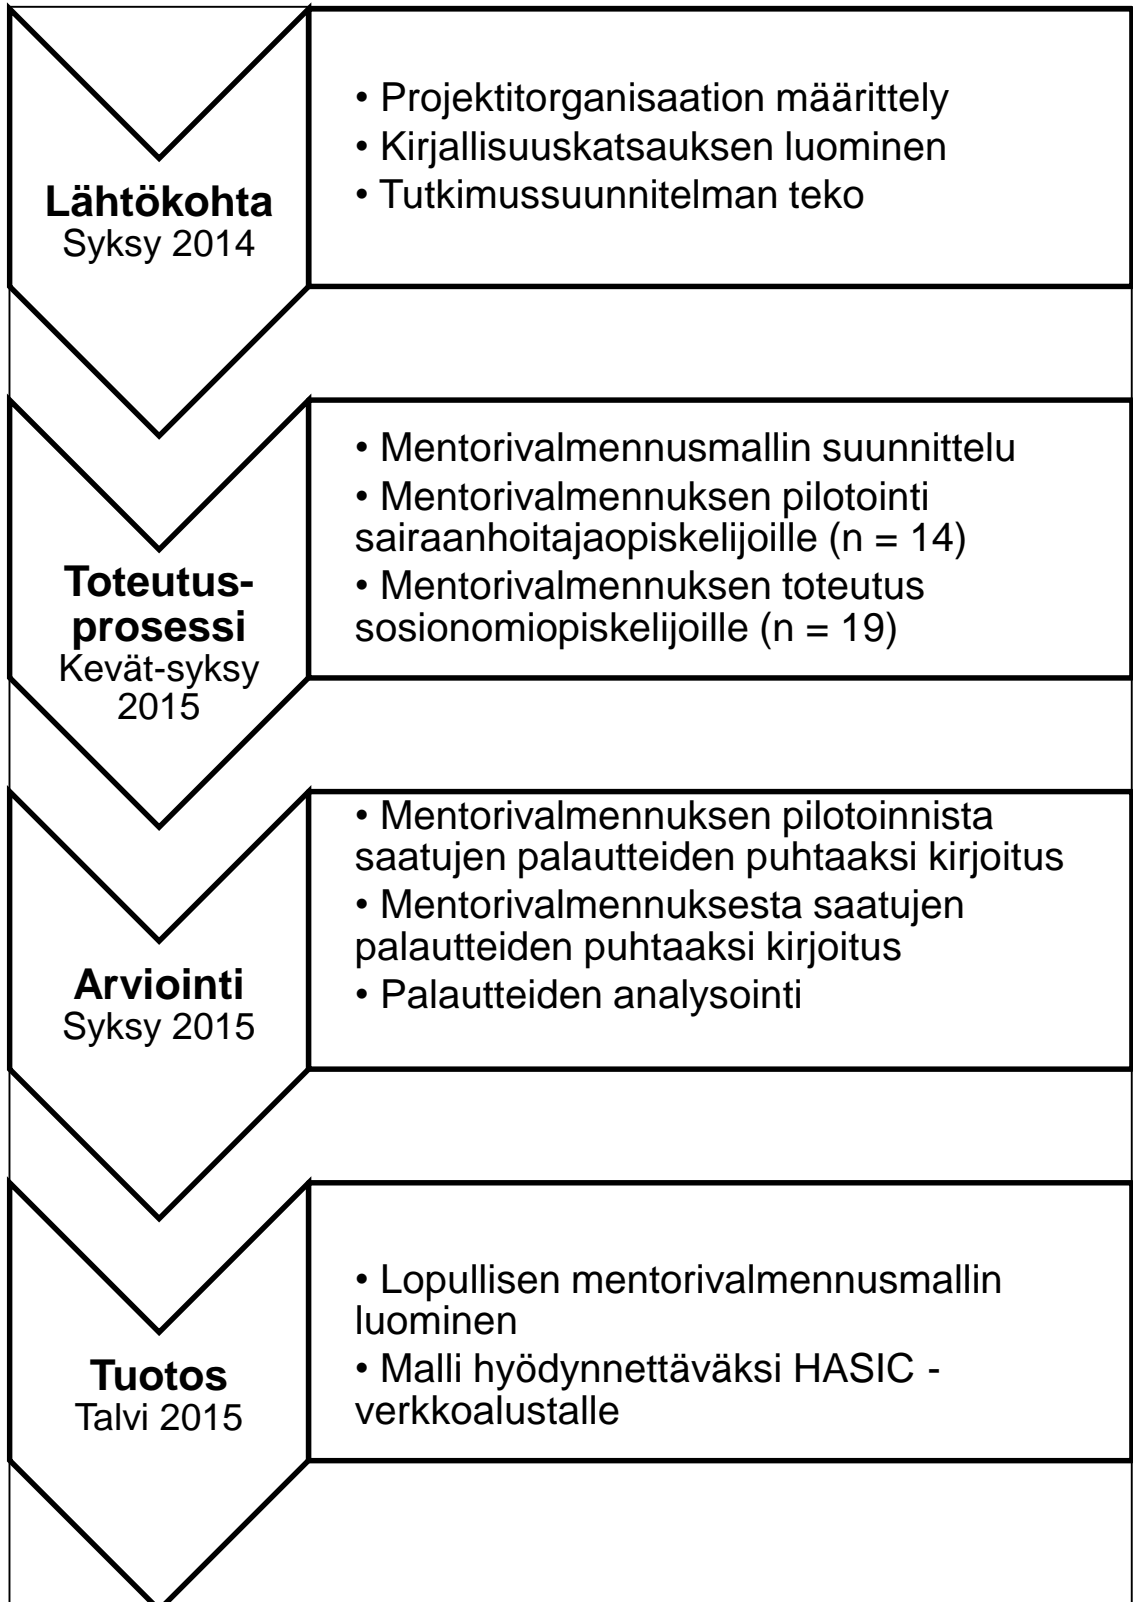 Lähtökohta
Syksy 2014
• Projektitorganisaation määrittely
• Kirjallisuuskatsauksen luominen
• Tutkimussuunnitelman teko
Toteutus-
prosessi
Kevät-syksy
2015
• Mentorivalmennusmallin suunnittelu
• Mentorivalmennuksen pilotointi
sairaanhoitajaopiskelijoille (n = 14)
• Mentorivalmennuksen toteutus
sosionomiopiskelijoille (n = 19)
Arviointi
Syksy 2015
• Mentorivalmennuksen pilotoinnista
saatujen palautteiden puhtaaksi kirjoitus
• Mentorivalmennuksesta saatujen
palautteiden puhtaaksi kirjoitus
• Palautteiden analysointi
Tuotos
Talvi 2015
• Lopullisen mentorivalmennusmallin
luominen
• Malli hyödynnettäväksi HASIC -
verkkoalustalle